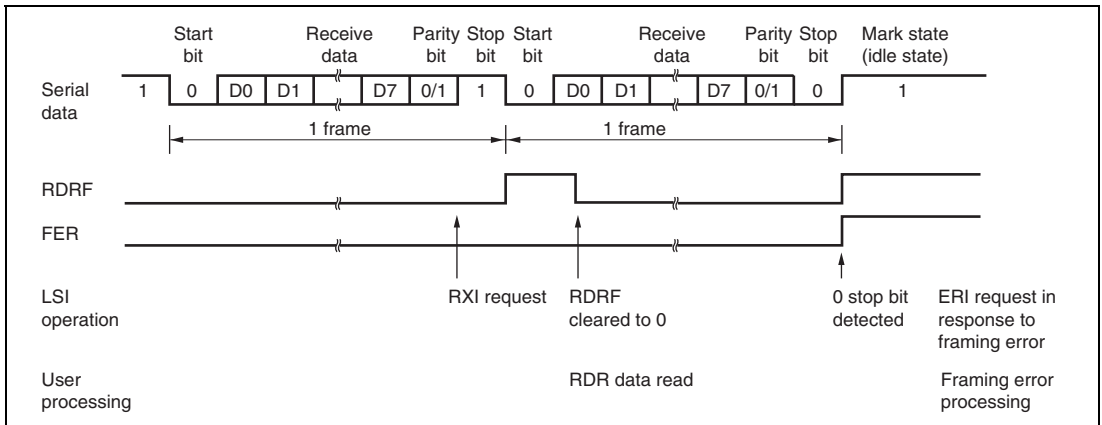 Start Receive Parity Stop Start Receive Parity Stop Mark state
bit data bit bit bit data bit bit (idle state)
Serial data 1 0 D0 D1 D7 0/1 1 0 D0 D1 D7 0/1 0 1
1 frame 1 frame
RDRF
FER
LSI RXI request RDRF 0 stop bit ERI request in
operation cleared to 0 detected response to
framing error
User RDR data read Framing error
processing processing